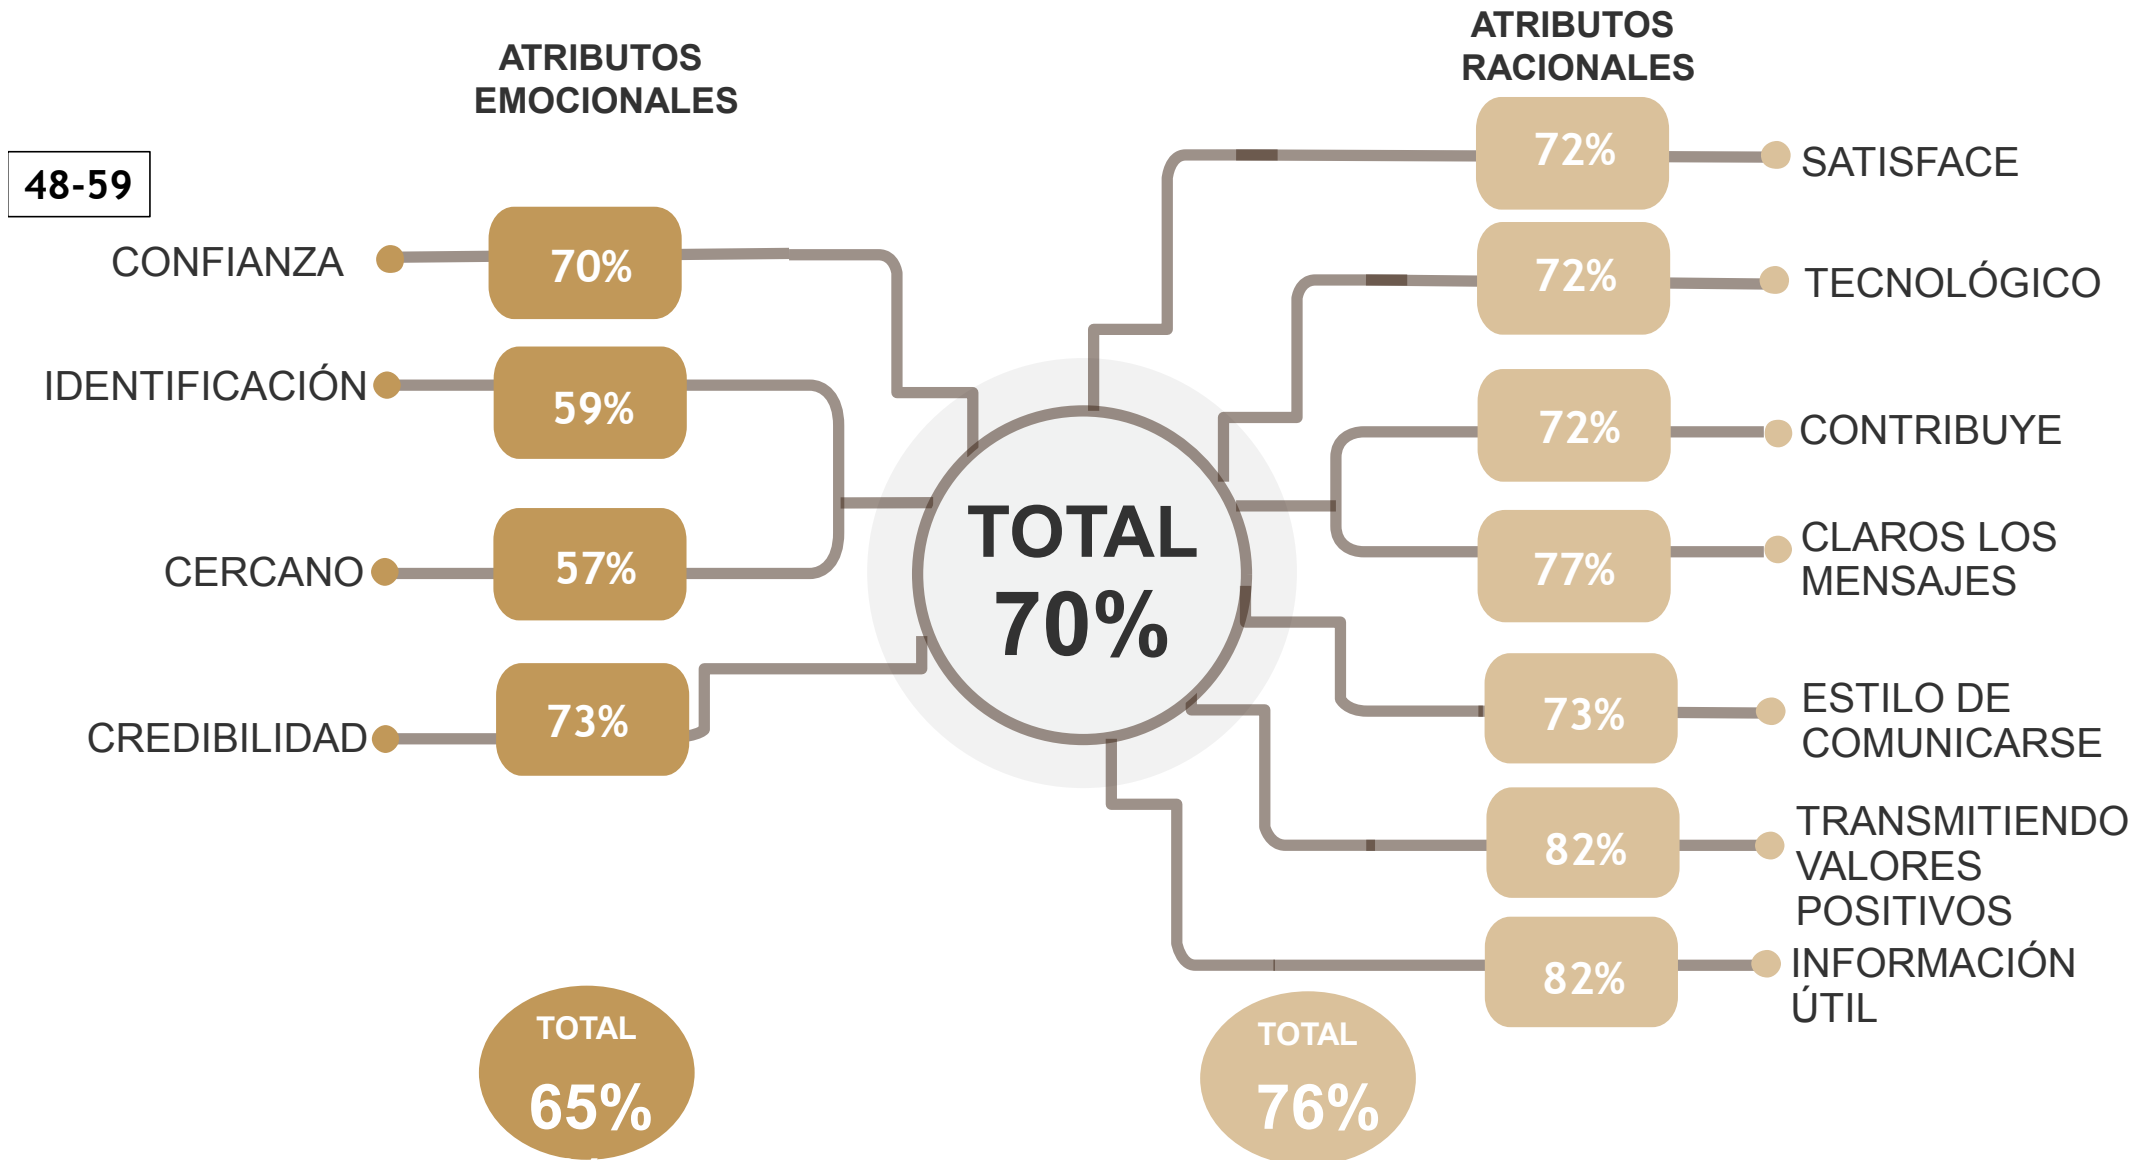 ATRIBUTOS
EMOCIONALES
48-59
CONFIANZA
70%
IDENTIFICACIÓN
59%
CERCANO
57%
CREDIBILIDAD
73%
TOTAL
65%
TOTAL
70%
ATRIBUTOS
RACIONALES
72%
SATISFACE
72%
TECNOLÓGICO
72%
CONTRIBUYE
77%
CLAROS LOS
MENSAJES
73%
ESTILO DE
COMUNICARSE
82%
TRANSMITIENDO
VALORES
POSITIVOS
82%
INFORMACIÓN
ÚTIL
TOTAL
76%